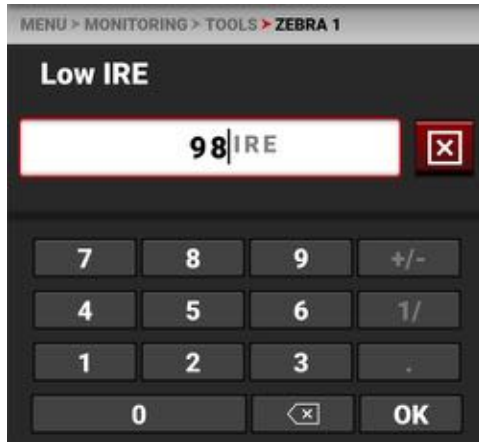 MENU > MONITORING > TOOLS > ZEBRA 1
Low IRE
98 IRE
7 8 9 +/-
4 5 6 1/
1 2 3 .
0 OK